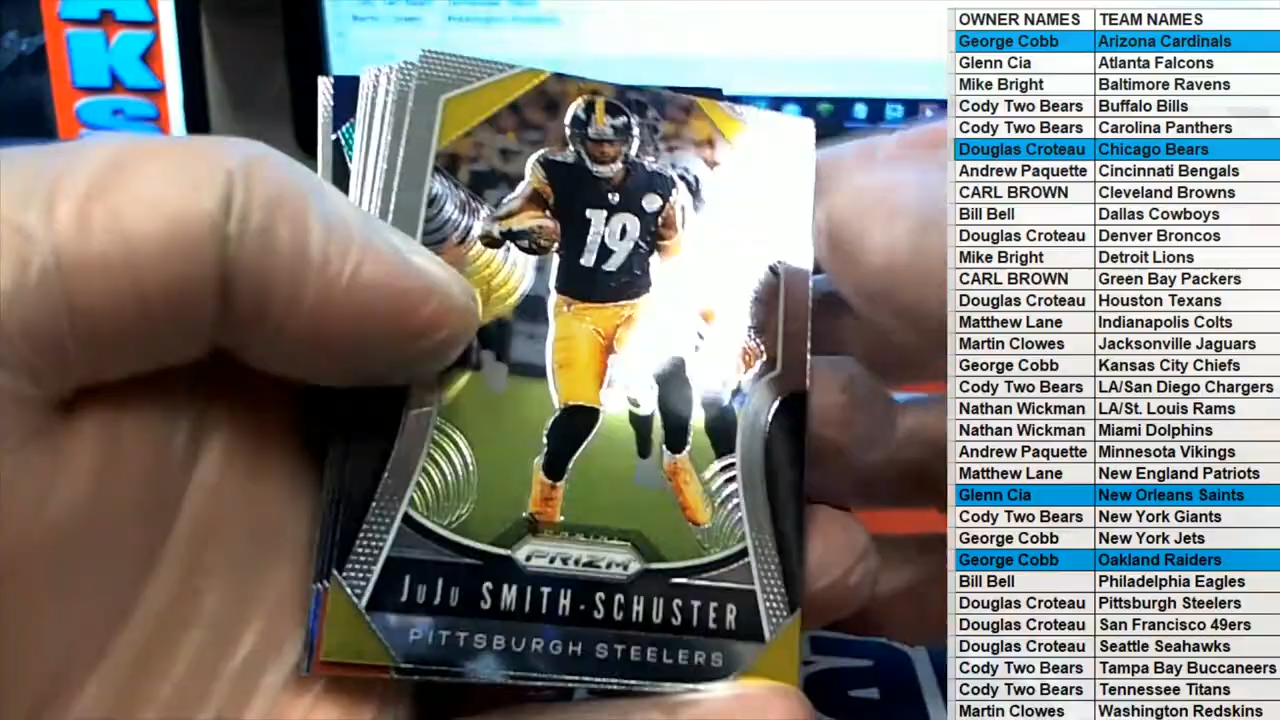 AKS
19
PRIZM
JuJu SMITH-SCHUSTER
PITTSBURGH STEELERS
OWNER NAMES TEAM NAMES
George Cobb Arizona Cardinals
Glenn Cia Atlanta Falcons
Mike Bright Baltimore Ravens
Cody Two Bears Buffalo Bills
Cody Two Bears Carolina Panthers
Douglas Croteau Chicago Bears
Andrew Paquette Cincinnati Bengals
CARL BROWN Cleveland Browns
Bill Bell Dallas Cowboys
Douglas Croteau Denver Broncos
Mike Bright Detroit Lions
CARL BROWN Green Bay Packers
Douglas Croteau Houston Texans
Matthew Lane Indianapolis Colts
Martin Clowes Jacksonville Jaguars
George Cobb Kansas City Chiefs
Cody Two Bears LA/San Diego Chargers
Nathan Wickman LA/St. Louis Rams
Nathan Wickman Miami Dolphins
Andrew Paquette Minnesota Vikings
Matthew Lane New England Patriots
Glenn Cia New Orleans Saints
Cody Two Bears New York Giants
George Cobb New York Jets
George Cobb Oakland Raiders
Bill Bell Philadelphia Eagles
Douglas Croteau Pittsburgh Steelers
Douglas Croteau San Francisco 49ers
Douglas Croteau Seattle Seahawks
Cody Two Bears Tampa Bay Buccaneers
Cody Two Bears Tennessee Titans
Martin Clowes Washington Redskins